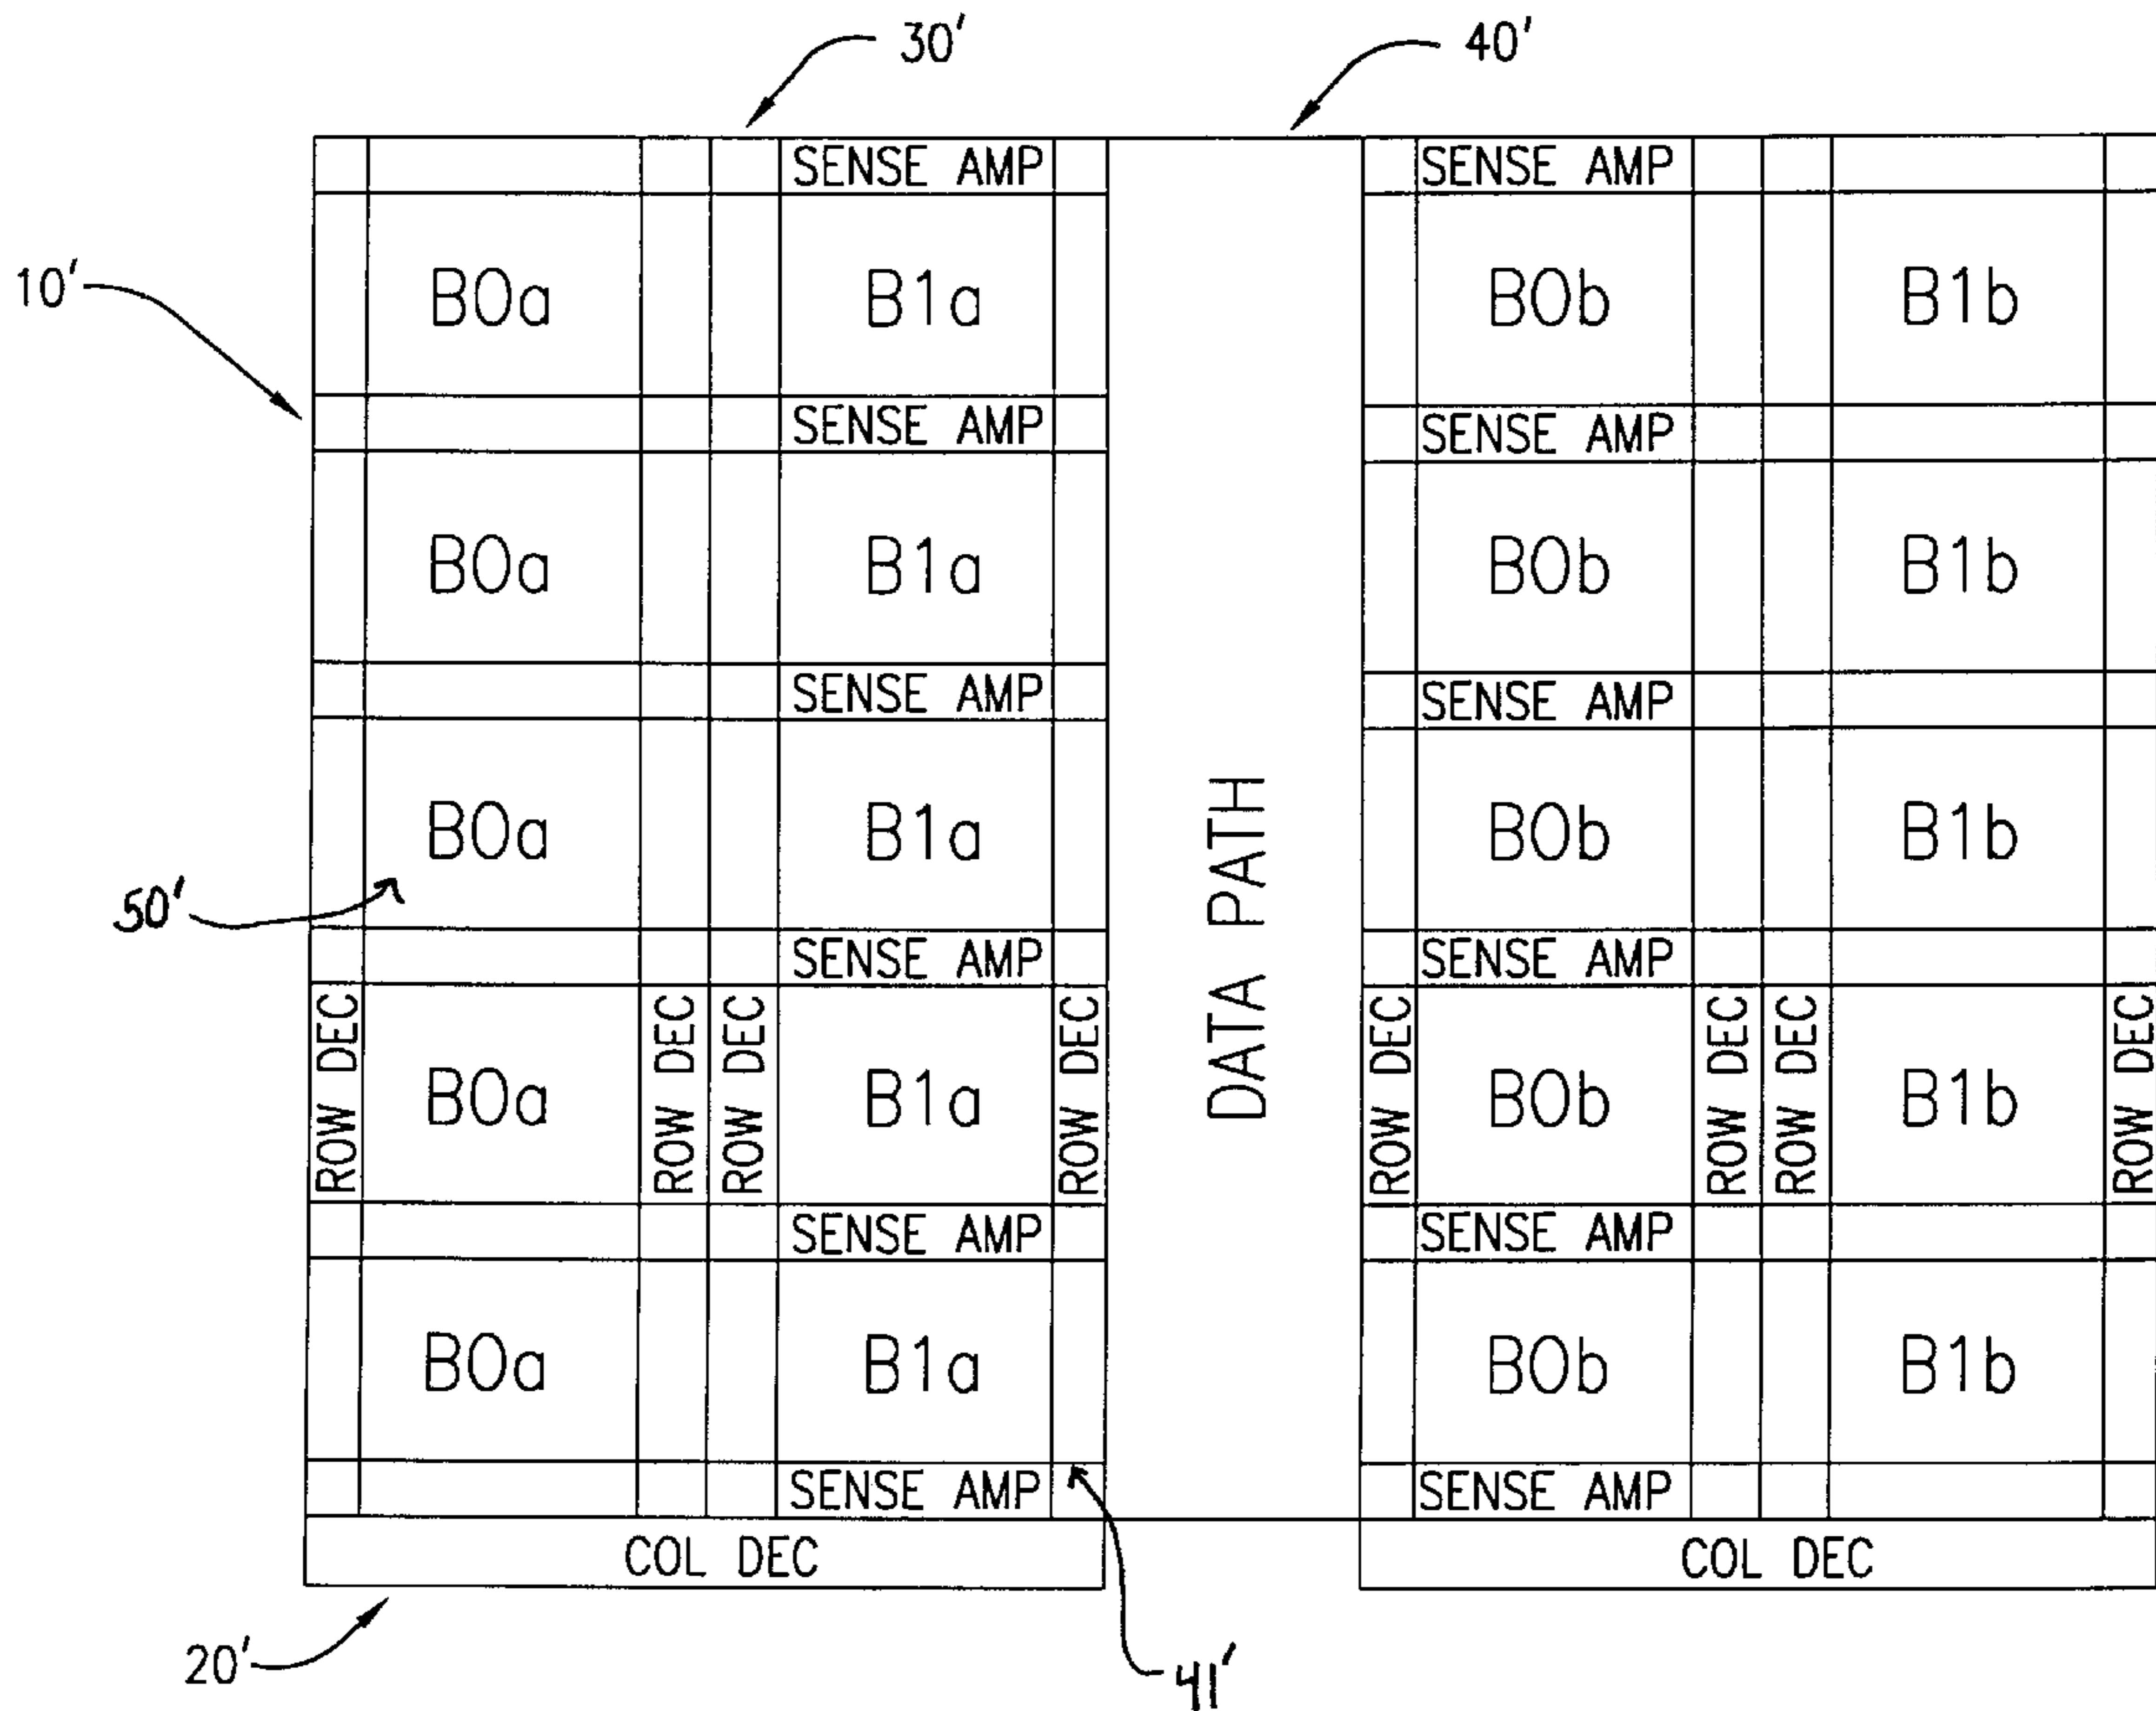 30′ 40′
SENSE AMP SENSE AMP
10′ B0a B1a B0b B1b
SENSE AMP SENSE AMP
B0a B1a B0b B1b
SENSE AMP SENSE AMP
B0a B1a B0b B1b
50′
DATA PATH
SENSE AMP SENSE AMP
ROW DEC B0a ROW DEC ROW DEC B1a ROW DEC ROW DEC B0b ROW DEC ROW DEC B1b ROW DEC
SENSE AMP SENSE AMP
B0a B1a B0b B1b
SENSE AMP SENSE AMP
COL DEC COL DEC
20′ 41′